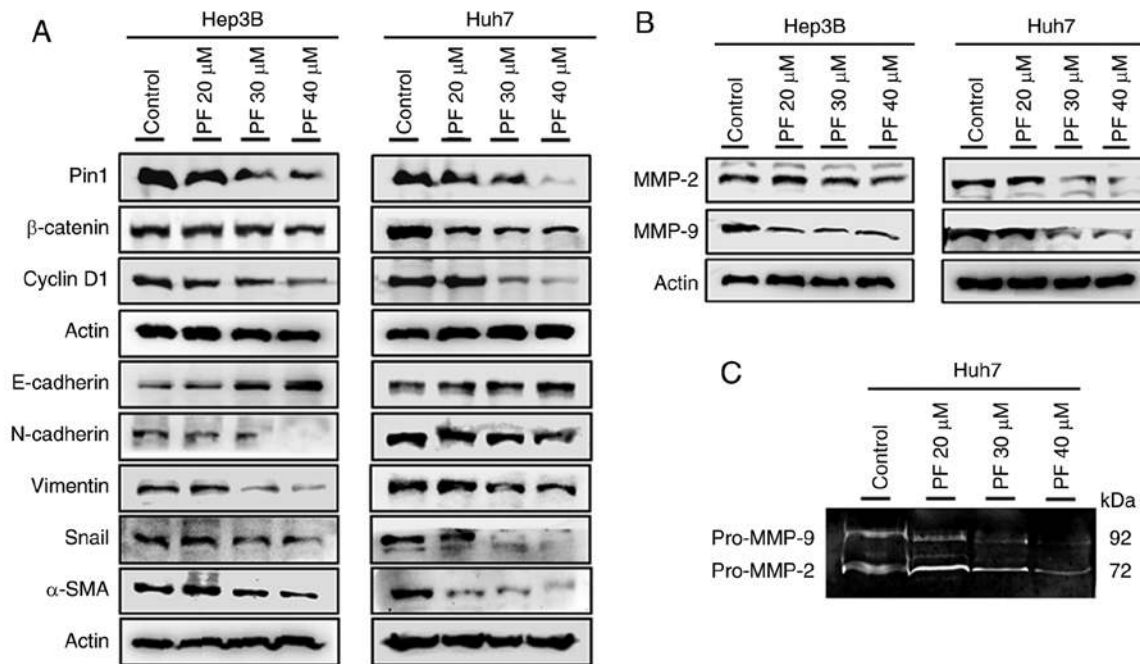 A
Hep3B
Huh7
Control
PF 20 μM
PF 30 μM
PF 40 μM
Control
PF 20 μM
PF 30 μM
PF 40 μM
Pin1
β-catenin
Cyclin D1
Actin
E-cadherin
N-cadherin
Vimentin
Snail
α-SMA
Actin
B
Hep3B
Huh7
Control
PF 20 μM
PF 30 μM
PF 40 μM
Control
PF 20 μM
PF 30 μM
PF 40 μM
MMP-2
MMP-9
Actin
C
Huh7
Control
PF 20 μM
PF 30 μM
PF 40 μM
kDa
Pro-MMP-9 92
Pro-MMP-2 72